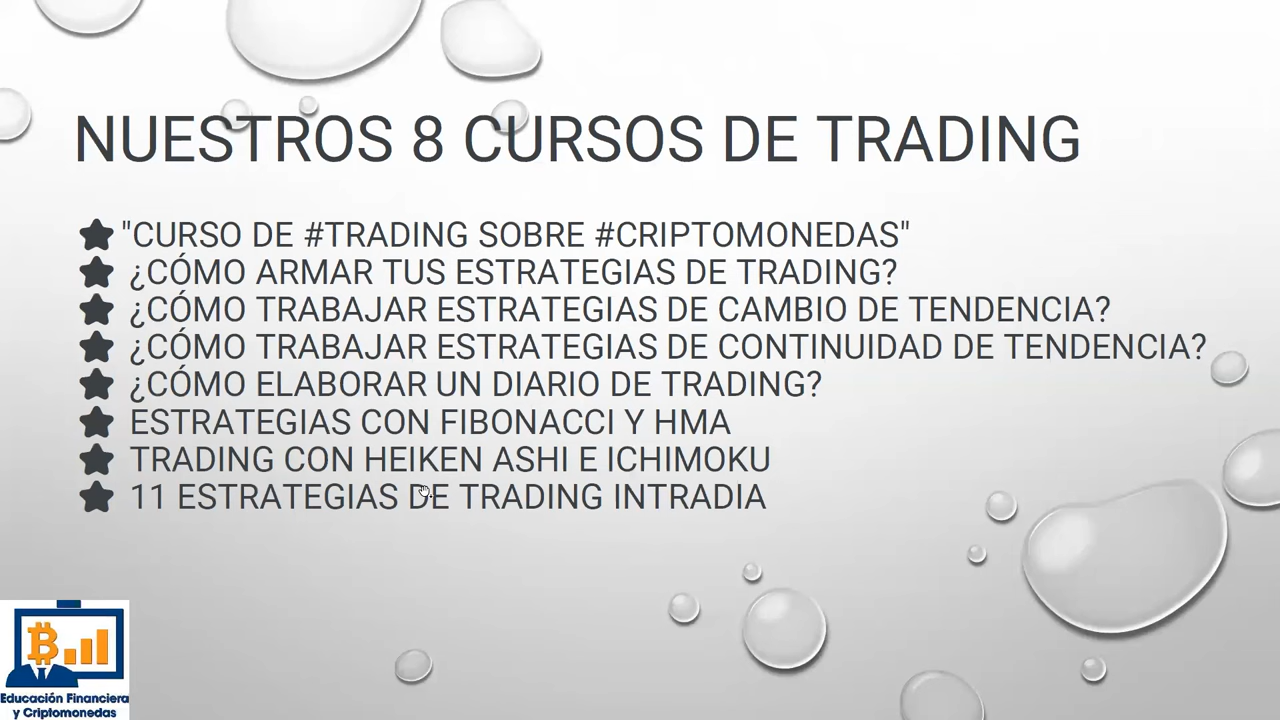 NUESTROS 8 CURSOS DE TRADING
"CURSO DE #TRADING SOBRE #CRIPTOMONEDAS"
¿CÓMO ARMAR TUS ESTRATEGIAS DE TRADING?
¿CÓMO TRABAJAR ESTRATEGIAS DE CAMBIO DE TENDENCIA?
¿CÓMO TRABAJAR ESTRATEGIAS DE CONTINUIDAD DE TENDENCIA?
¿CÓMO ELABORAR UN DIARIO DE TRADING?
ESTRATEGIAS CON FIBONACCI Y HMA
TRADING CON HEIKEN ASHI E ICHIMOKU
11 ESTRATEGIAS DE TRADING INTRADIA
Educación Financiera
y Criptomonedas